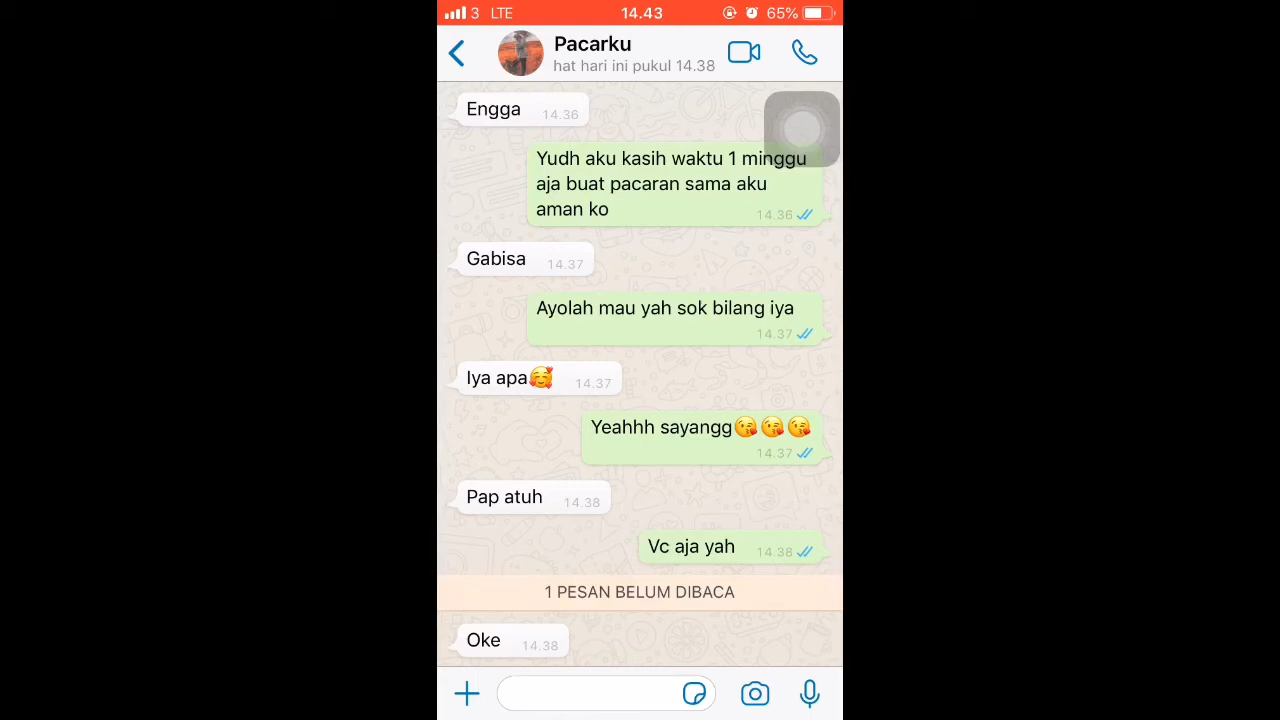 3 LTE 14.43 65%
Pacarku
hat hari ini pukul 14.38
Engga 14.36
Yudh aku kasih waktu 1 minggu
aja buat pacaran sama aku
aman ko 14.36
Gabisa 14.37
Ayolah mau yah sok bilang iya
14.37
Iya apa🥰 14.37
Yeahhh sayangg😘😘😘
14.37
Pap atuh 14.38
Vc aja yah 14.38
1 PESAN BELUM DIBACA
Oke 14.38